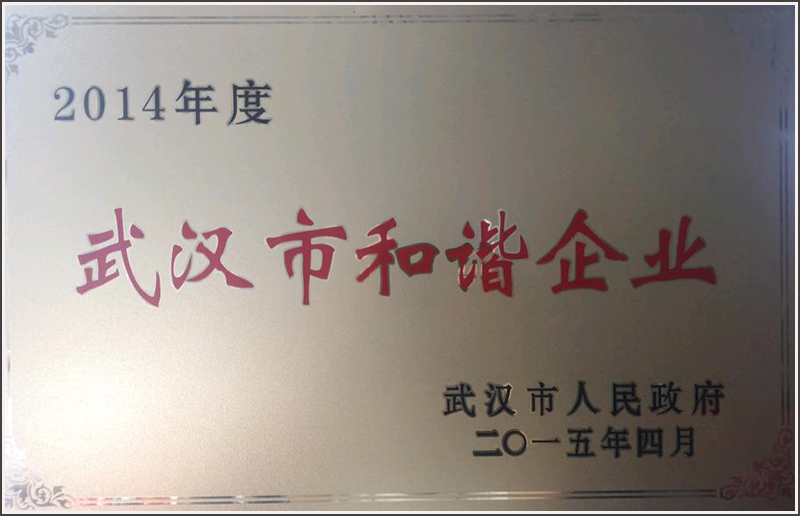 2014年度
武汉市和谐企业
武汉市人民政府
二〇一五年四月